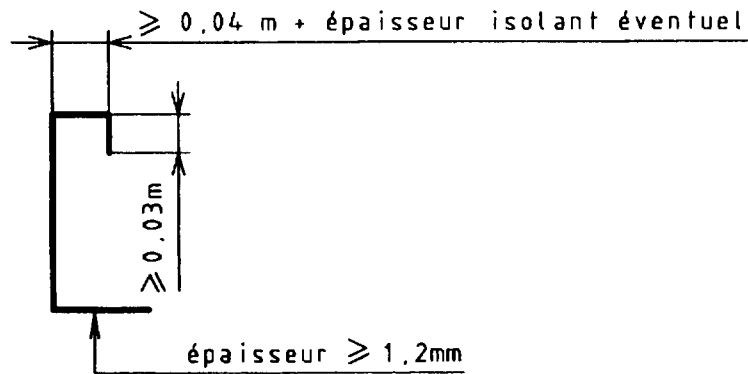 ≥ 0,04 m + épaisseur isolant éventuel
≥0,03m
épaisseur ≥ 1,2mm